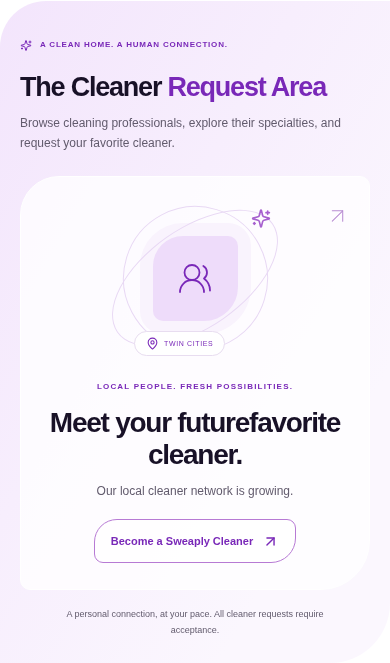 A CLEAN HOME. A HUMAN CONNECTION.
The Cleaner Request Area
Browse cleaning professionals, explore their specialties, and
request your favorite cleaner.
TWIN CITIES
LOCAL PEOPLE. FRESH POSSIBILITIES.
Meet your futurefavorite
cleaner.
Our local cleaner network is growing.
Become a Sweaply Cleaner
A personal connection, at your pace. All cleaner requests require
acceptance.